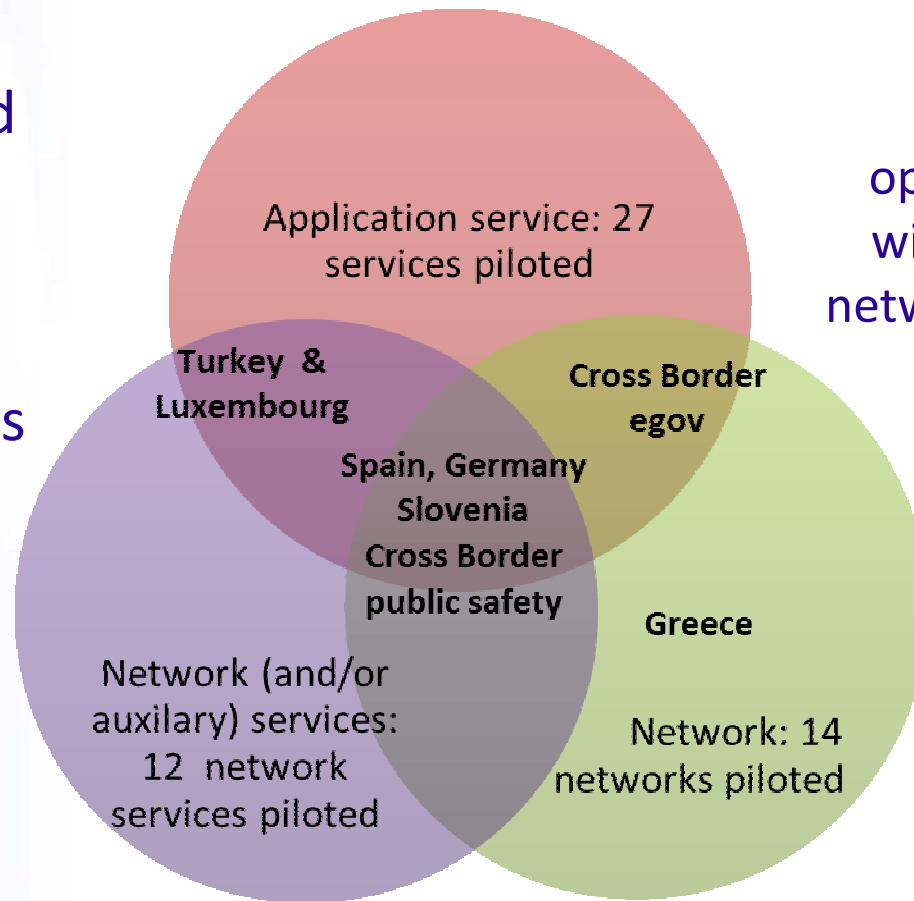 Application service: 27
services piloted
Turkey &
Luxembourg
Cross Border
egov
Spain, Germany
Slovenia
Cross Border
public safety
Greece
Network (and/or
auxilary) services:
12 network
services piloted
Network: 14
networks piloted